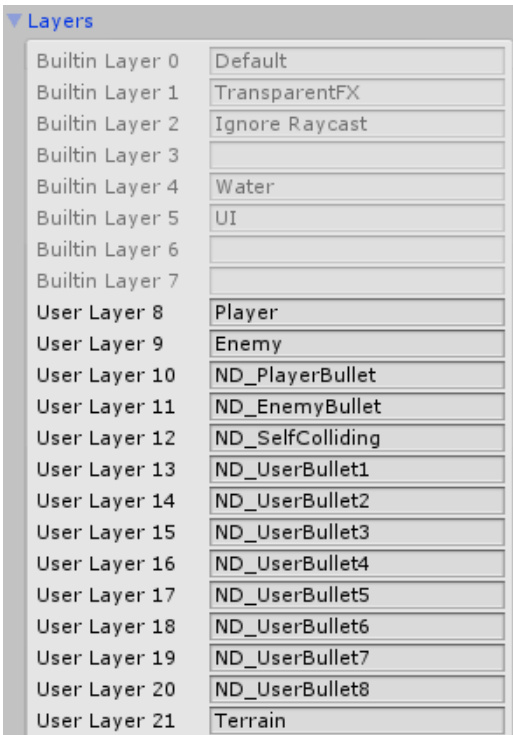 Layers
Builtin Layer 0 Default
Builtin Layer 1 TransparentFX
Builtin Layer 2 Ignore Raycast
Builtin Layer 3
Builtin Layer 4 Water
Builtin Layer 5 UI
Builtin Layer 6
Builtin Layer 7
User Layer 8 Player
User Layer 9 Enemy
User Layer 10 ND_PlayerBullet
User Layer 11 ND_EnemyBullet
User Layer 12 ND_SelfColliding
User Layer 13 ND_UserBullet1
User Layer 14 ND_UserBullet2
User Layer 15 ND_UserBullet3
User Layer 16 ND_UserBullet4
User Layer 17 ND_UserBullet5
User Layer 18 ND_UserBullet6
User Layer 19 ND_UserBullet7
User Layer 20 ND_UserBullet8
User Layer 21 Terrain